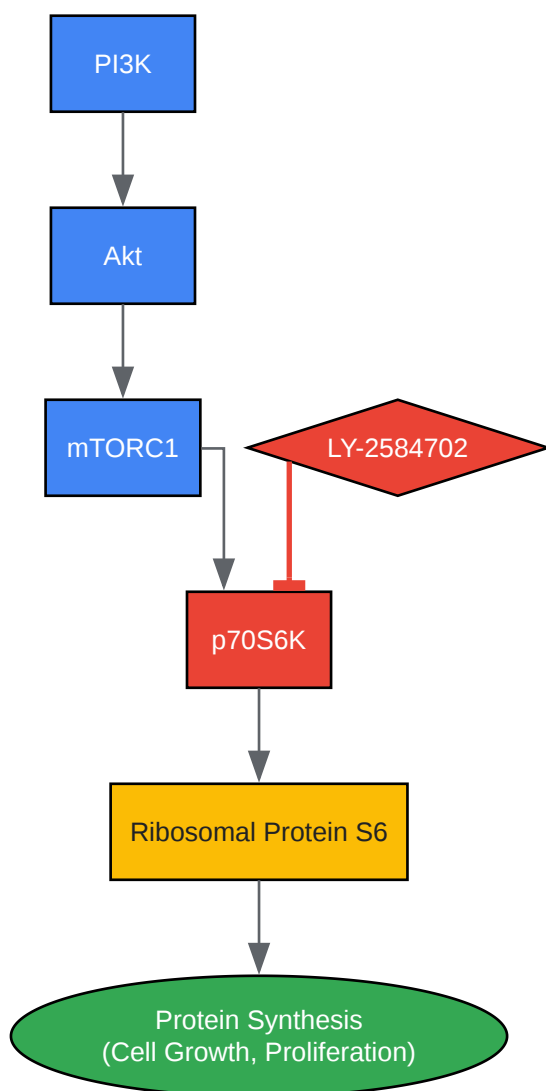 PI3K
Akt
mTORC1
LY-2584702
p70S6K
Ribosomal Protein S6
Protein Synthesis
(Cell Growth, Proliferation)